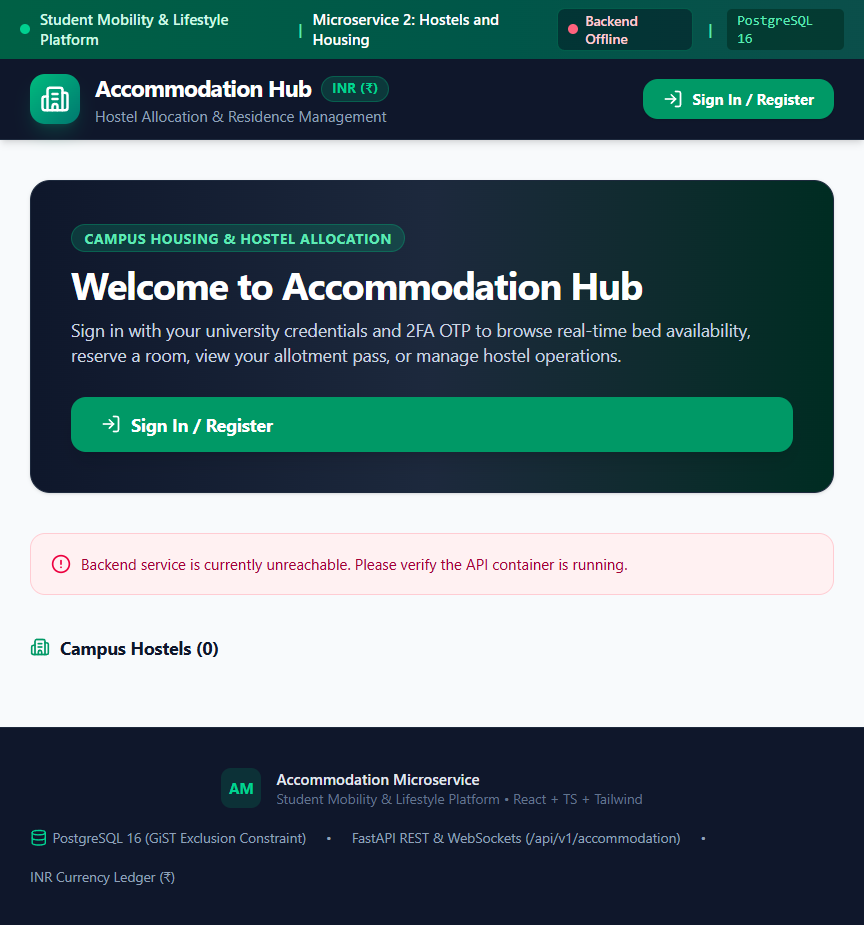 Student Mobility & Lifestyle
Platform
|
Microservice 2: Hostels and
Housing
Backend
Offline
|
PostgreSQL
16
Accommodation Hub
INR (₹)
Hostel Allocation & Residence Management
Sign In / Register
CAMPUS HOUSING & HOSTEL ALLOCATION
Welcome to Accommodation Hub
Sign in with your university credentials and 2FA OTP to browse real-time bed availability,
reserve a room, view your allotment pass, or manage hostel operations.
Sign In / Register
Backend service is currently unreachable. Please verify the API container is running.
Campus Hostels (0)
AM
Accommodation Microservice
Student Mobility & Lifestyle Platform • React + TS + Tailwind
PostgreSQL 16 (GiST Exclusion Constraint) • FastAPI REST & WebSockets (/api/v1/accommodation) •
INR Currency Ledger (₹)